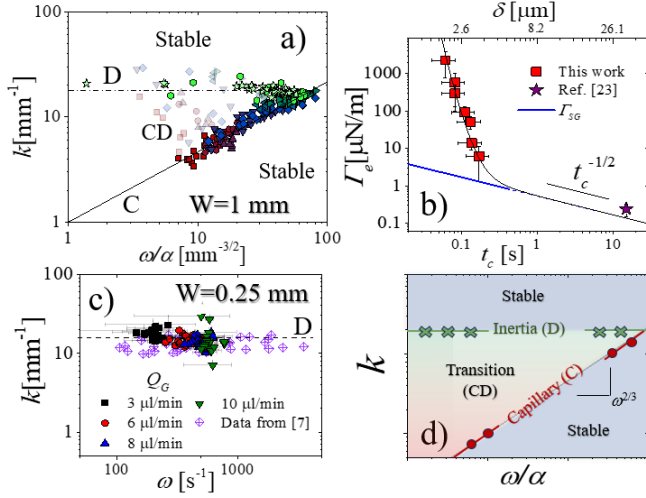 a)
Stable
D
CD
C
Stable
W=1 mm
k[mm⁻¹]
100
10
1
1
10
100
ω/α [mm⁻³/²]
δ [μm]
2.6
8.2
26.1
This work
Ref. [23]
Γ_SG
t_c⁻¹/²
b)
Γ_e[μN/m]
1000
100
10
1
0.1
0.1
1
10
t_c [s]
c)
W=0.25 mm
D
k[mm⁻¹]
100
10
1
Q_G
3 μl/min
6 μl/min
8 μl/min
10 μl/min
Data from [7]
100
1000
ω [s⁻¹]
Stable
Inertia (D)
Transition
(CD)
Capillary (C)
ω²/³
d)
Stable
k
ω/α